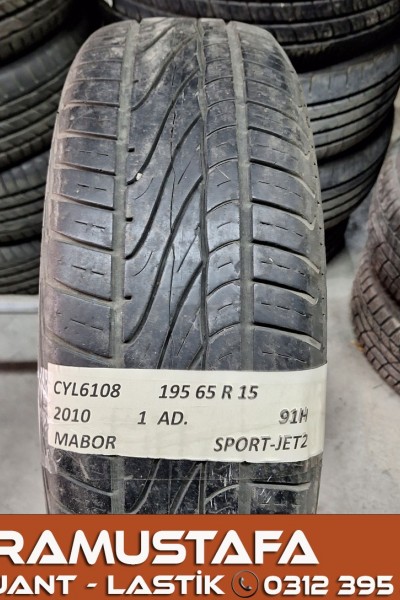 CYL6108 195 65 R 15
2010 1 AD. 91H
MABOR SPORT-JET2
RAMUSTAFA
JANT - LASTİK 0312 395